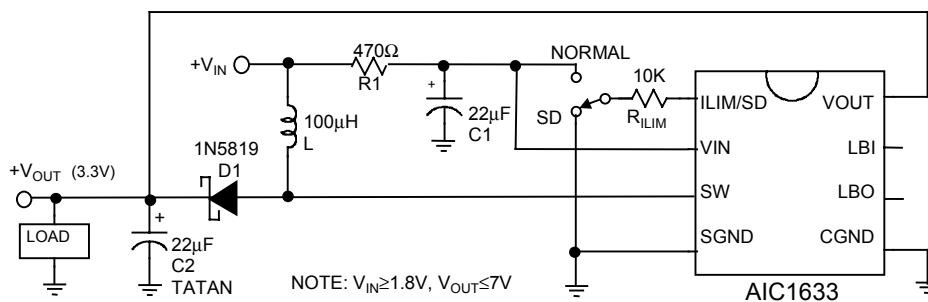 +VIN
470Ω
R1
NORMAL
10K
RILIM
ILIM/SD
VOUT
+
22μF
C1
SD
100μH
L
VIN
LBI
1N5819
D1
+VOUT (3.3V)
SW
LBO
LOAD
+
22μF
C2
TATAN
SGND
CGND
NOTE: VIN≥1.8V, VOUT≤7V
AIC1633